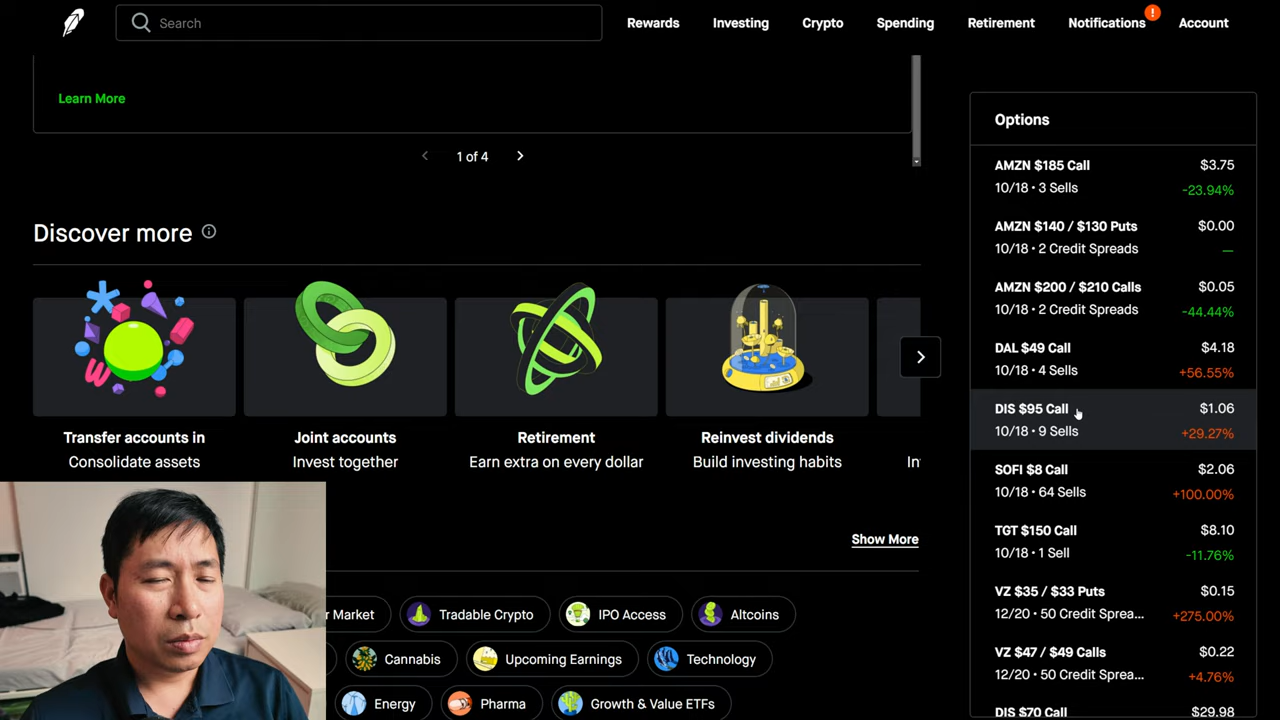 Search
Rewards
Investing
Crypto
Spending
Retirement
Notifications
!
Account
Learn More
1 of 4
Discover more
Transfer accounts in
Consolidate assets
Joint accounts
Invest together
Retirement
Earn extra on every dollar
Reinvest dividends
Build investing habits
In
Show More
r Market
Tradable Crypto
IPO Access
Altcoins
Cannabis
Upcoming Earnings
Technology
Energy
Pharma
Growth & Value ETFs
Options
AMZN $185 Call $3.75
10/18 • 3 Sells -23.94%
AMZN $140 / $130 Puts $0.00
10/18 • 2 Credit Spreads —
AMZN $200 / $210 Calls $0.05
10/18 • 2 Credit Spreads -44.44%
DAL $49 Call $4.18
10/18 • 4 Sells +56.55%
DIS $95 Call $1.06
10/18 • 9 Sells +29.27%
SOFI $8 Call $2.06
10/18 • 64 Sells +100.00%
TGT $150 Call $8.10
10/18 • 1 Sell -11.76%
VZ $35 / $33 Puts $0.15
12/20 • 50 Credit Sprea... +275.00%
VZ $47 / $49 Calls $0.22
12/20 • 50 Credit Sprea... +4.76%
DIS $70 Call $29.98